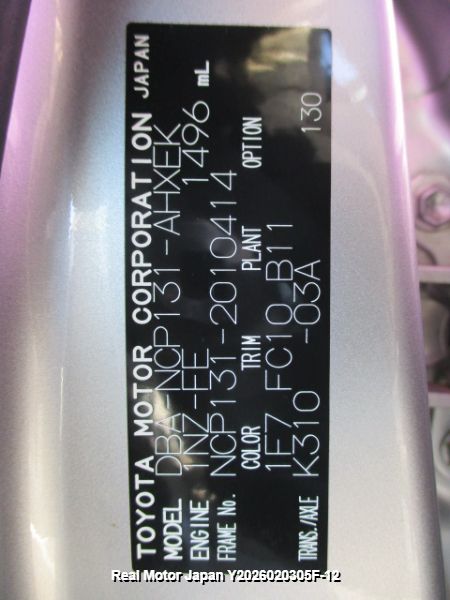 TOYOTA MOTOR CORPORATION JAPAN
MODEL DBA-NCP131-AHXEK
ENGINE 1NZ-FE 1496 mL
FRAME No. NCP131-2010414
COLOR TRIM PLANT OPTION
1F7 FC10 B11 130
TRANS./AXLE K310 -03A
Real Motor Japan Y2026020305F-12